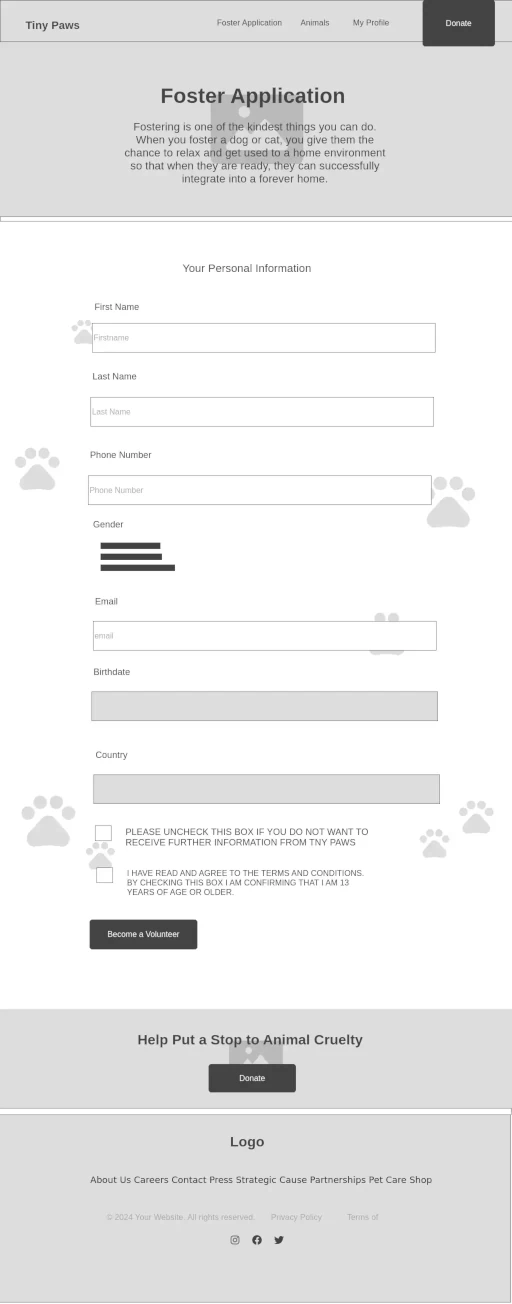 Tiny Paws
Foster Application Animals My Profile Donate
Foster Application
Fostering is one of the kindest things you can do.
When you foster a dog or cat, you give them the
chance to relax and get used to a home environment
so that when they are ready, they can successfully
integrate into a forever home.
Your Personal Information
First Name
Firstname
Last Name
Last Name
Phone Number
Phone Number
Gender
Email
email
Birthdate
Country
PLEASE UNCHECK THIS BOX IF YOU DO NOT WANT TO
RECEIVE FURTHER INFORMATION FROM TNY PAWS
I HAVE READ AND AGREE TO THE TERMS AND CONDITIONS.
BY CHECKING THIS BOX I AM CONFIRMING THAT I AM 13
YEARS OF AGE OR OLDER.
Become a Volunteer
Help Put a Stop to Animal Cruelty
Donate
Logo
About Us Careers Contact Press Strategic Cause Partnerships Pet Care Shop
© 2024 Your Website. All rights reserved. Privacy Policy Terms of